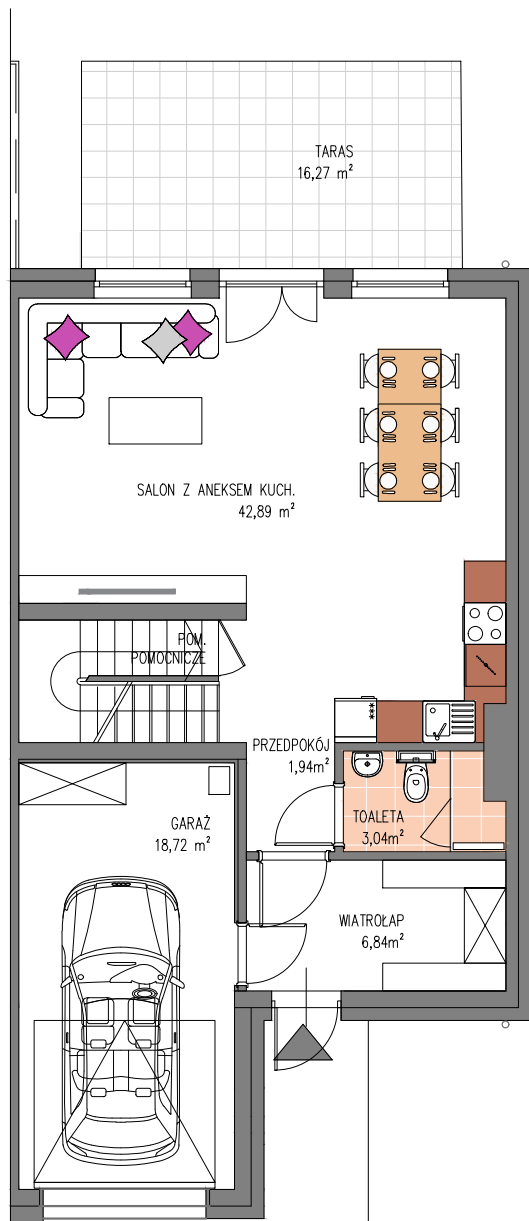 TARAS
16,27 m²
SALON Z ANEKSEM KUCH.
42,89 m²
POM.
POMOCNICZE
PRZEDPOKÓJ
1,94m²
GARAŻ
18,72 m²
TOALETA
3,04m²
WIATROŁAP
6,84m²